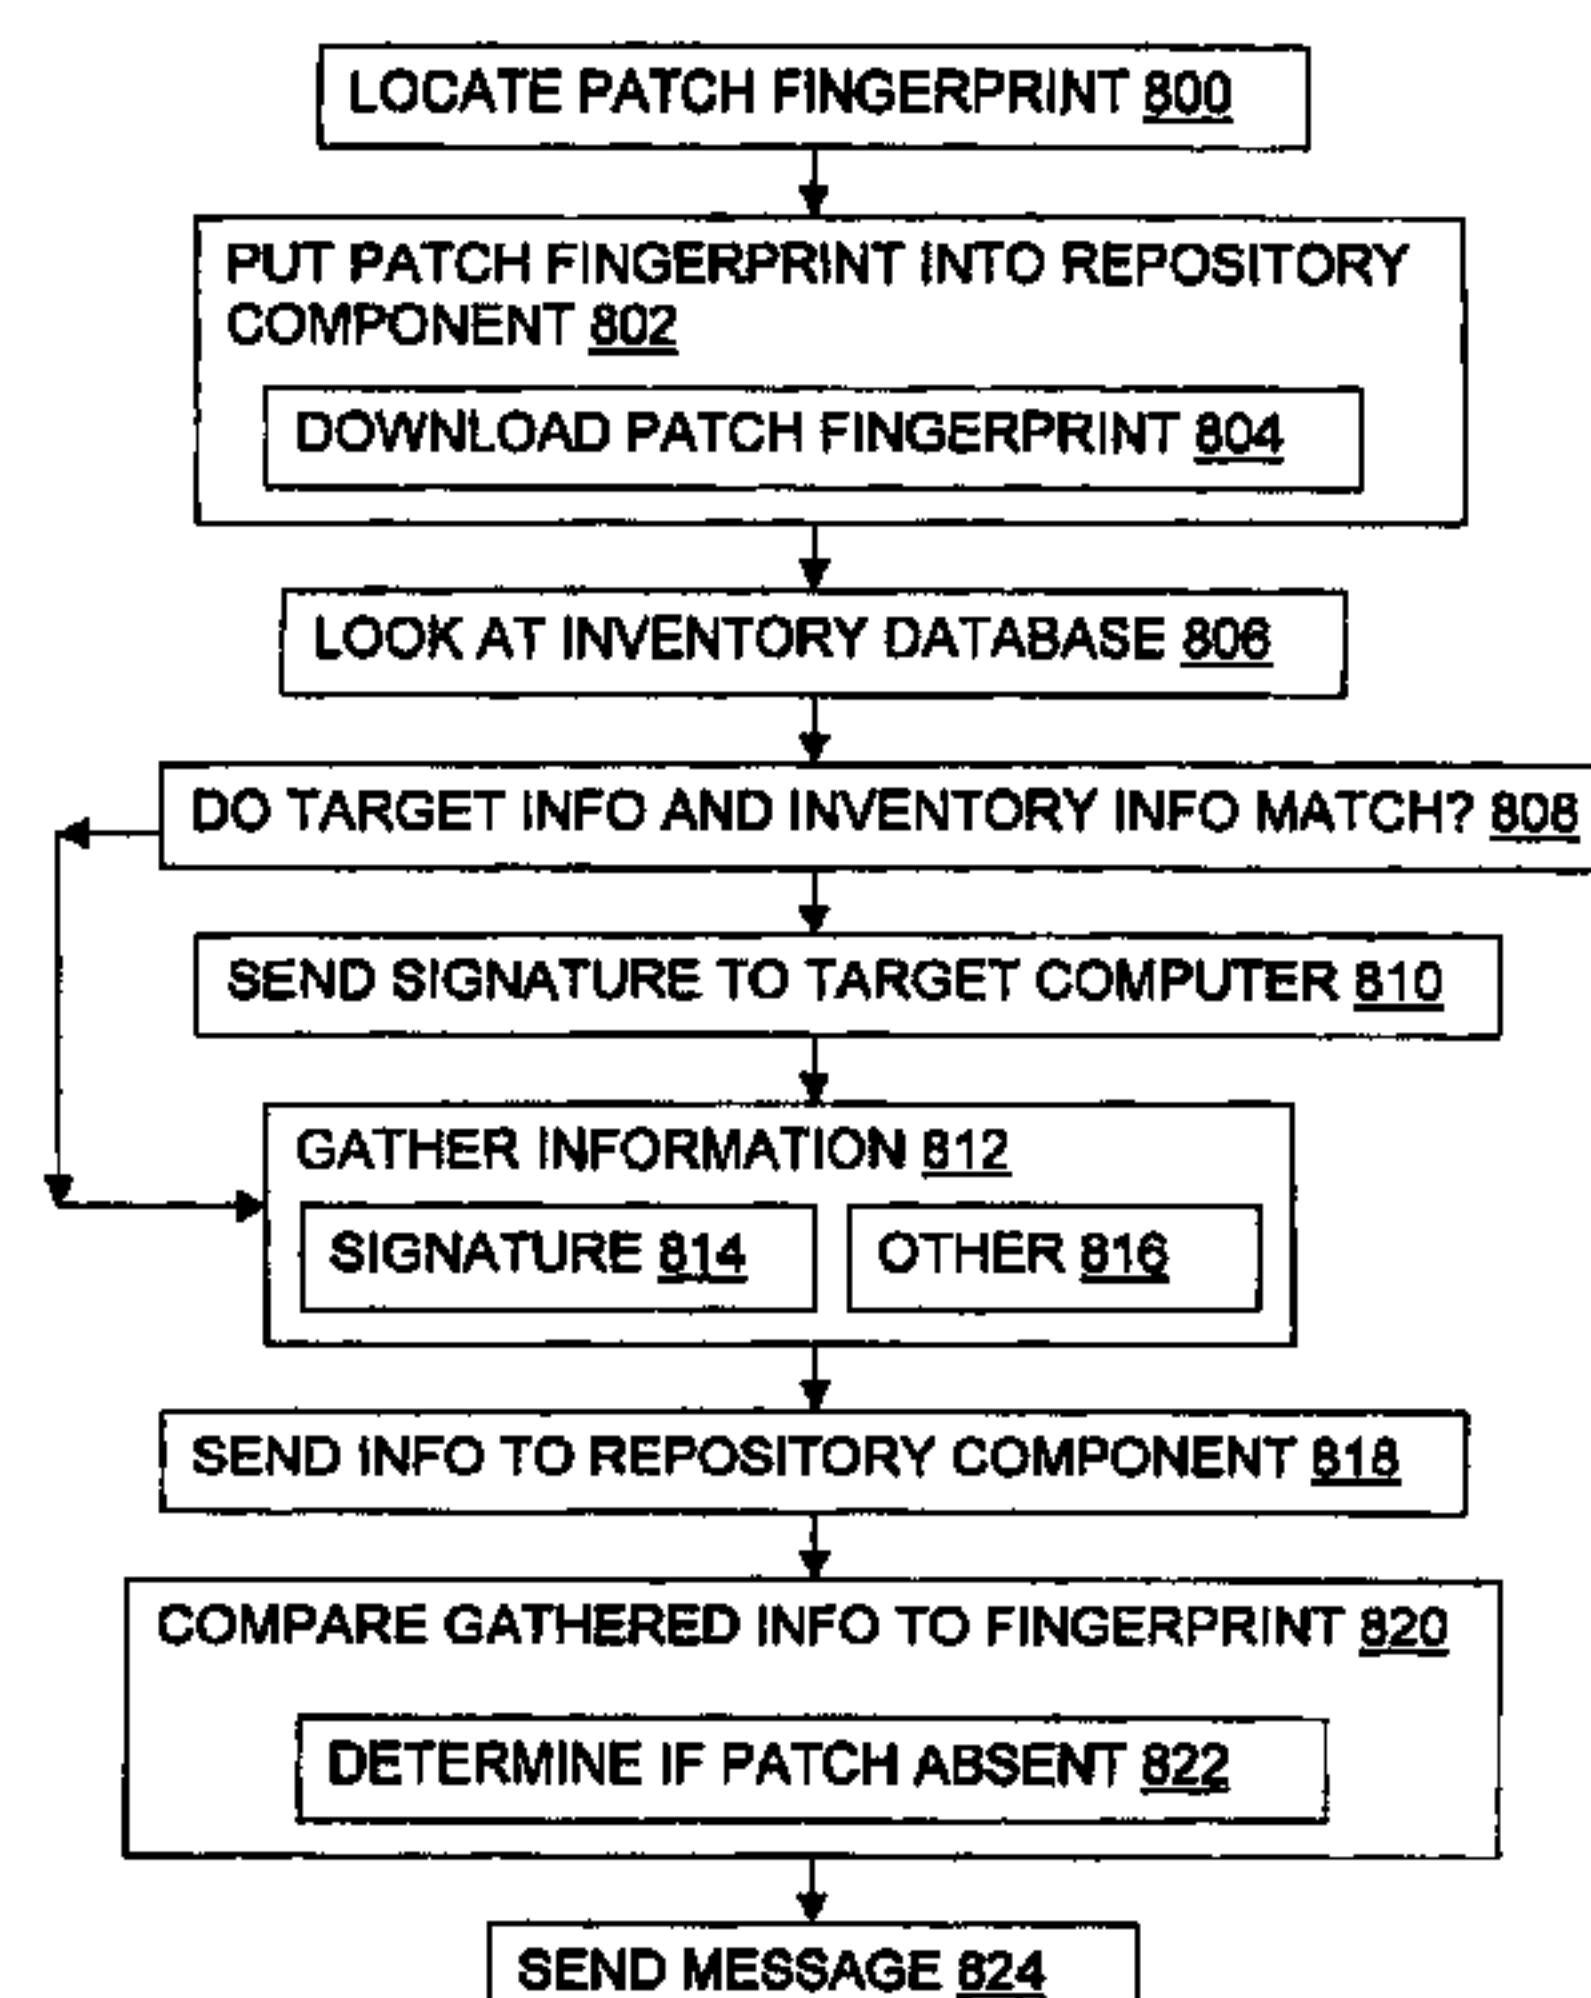 LOCATE PATCH FINGERPRINT 800
PUT PATCH FINGERPRINT INTO REPOSITORY
COMPONENT 802
DOWNLOAD PATCH FINGERPRINT 804
LOOK AT INVENTORY DATABASE 806
DO TARGET INFO AND INVENTORY INFO MATCH? 808
SEND SIGNATURE TO TARGET COMPUTER 810
GATHER INFORMATION 812
SIGNATURE 814
OTHER 816
SEND INFO TO REPOSITORY COMPONENT 818
COMPARE GATHERED INFO TO FINGERPRINT 820
DETERMINE IF PATCH ABSENT 822
SEND MESSAGE 824